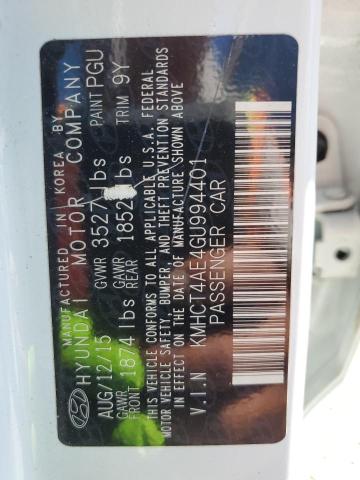 MANUFACTURED IN KOREA BY
HYUNDAI MOTOR COMPANY
AUG/12/15 GVWR 3527 lbs PAINT PGU
GAWR FRONT 1874 lbs GAWR REAR lbs TRIM 9Y
THIS VEHICLE CONFORMS TO ALL APPLICABLE U.S.A. FEDERAL
MOTOR VEHICLE SAFETY, BUMPER, AND THEFT PREVENTION STANDARDS
IN EFFECT ON THE DATE OF MANUFACTURE SHOWN ABOVE
V.I.N KMHCT4AE4GU994401
PASSENGER CAR